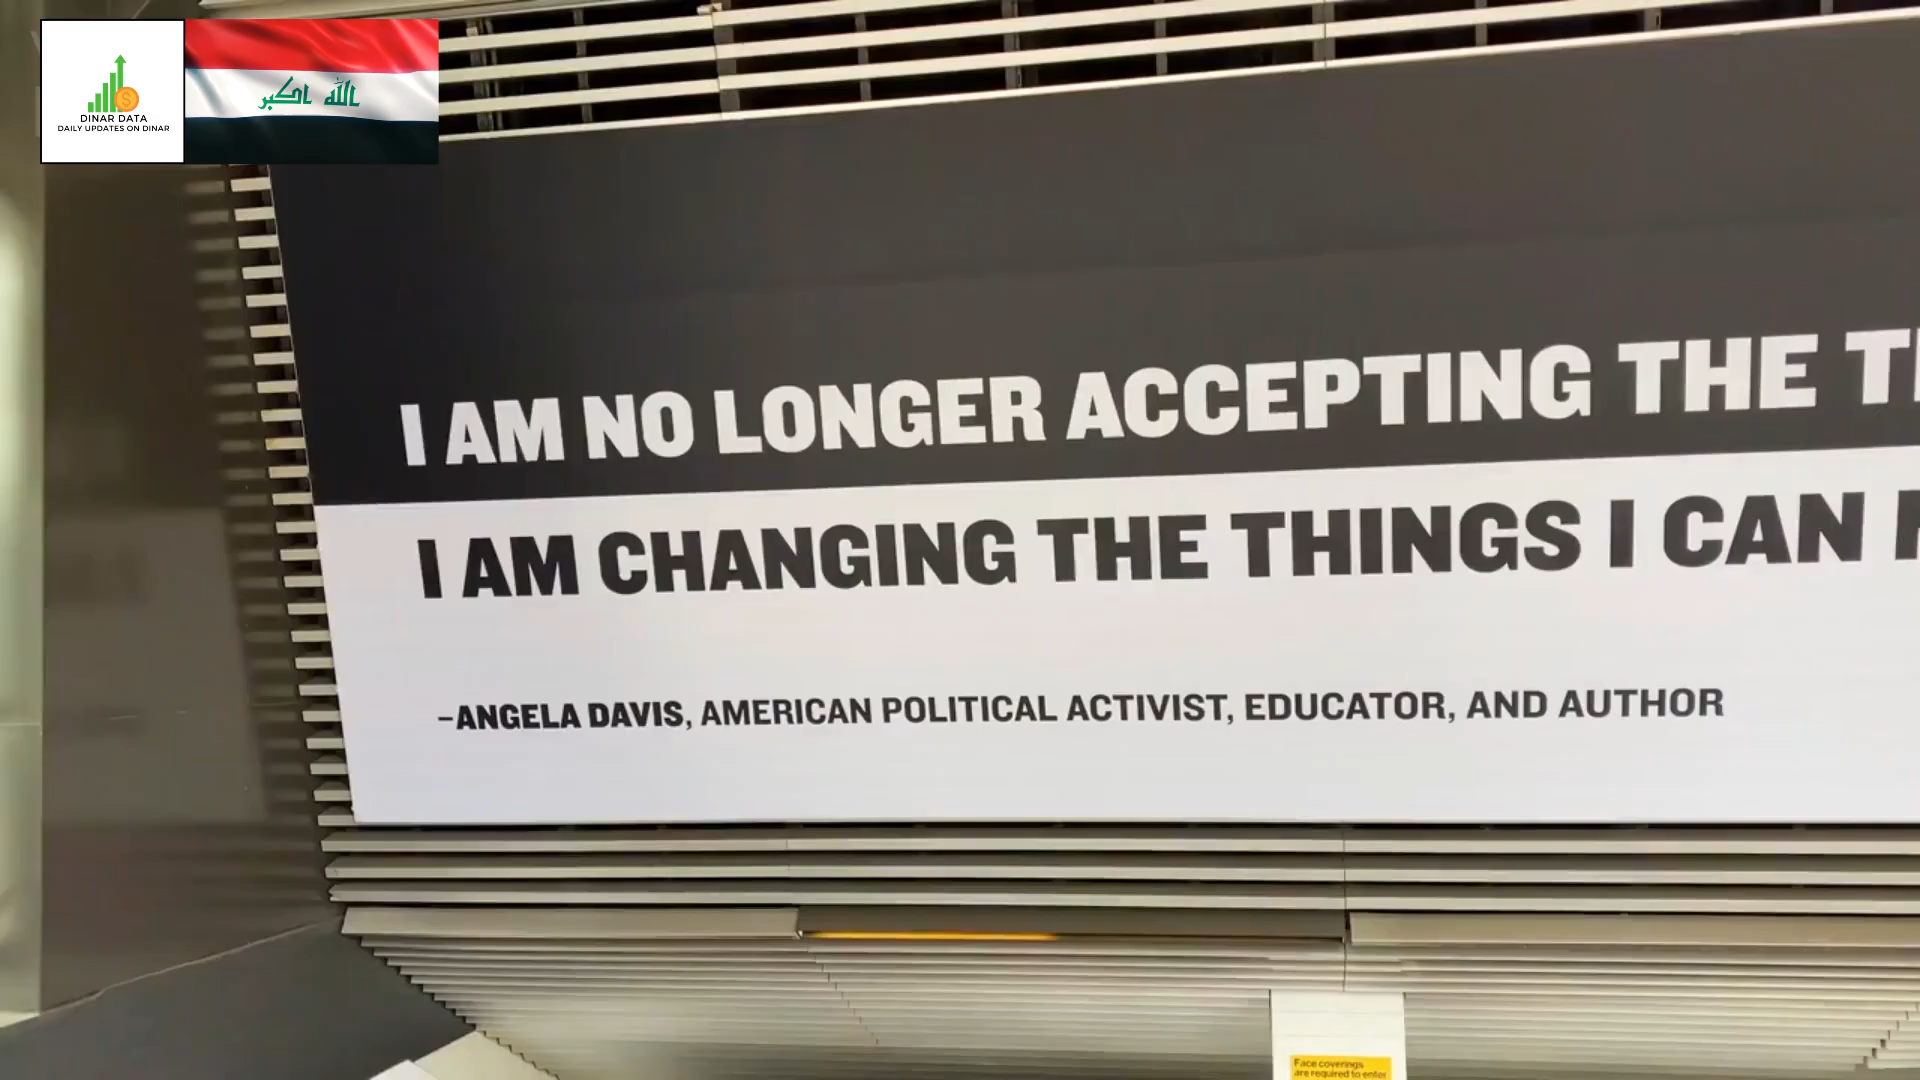 DINAR DATA
DAILY UPDATES ON DINAR
الله اكبر
I AM NO LONGER ACCEPTING THE
I AM CHANGING THE THINGS I CAN
–ANGELA DAVIS, AMERICAN POLITICAL ACTIVIST, EDUCATOR, AND AUTHOR
Face coverings
are required to enter